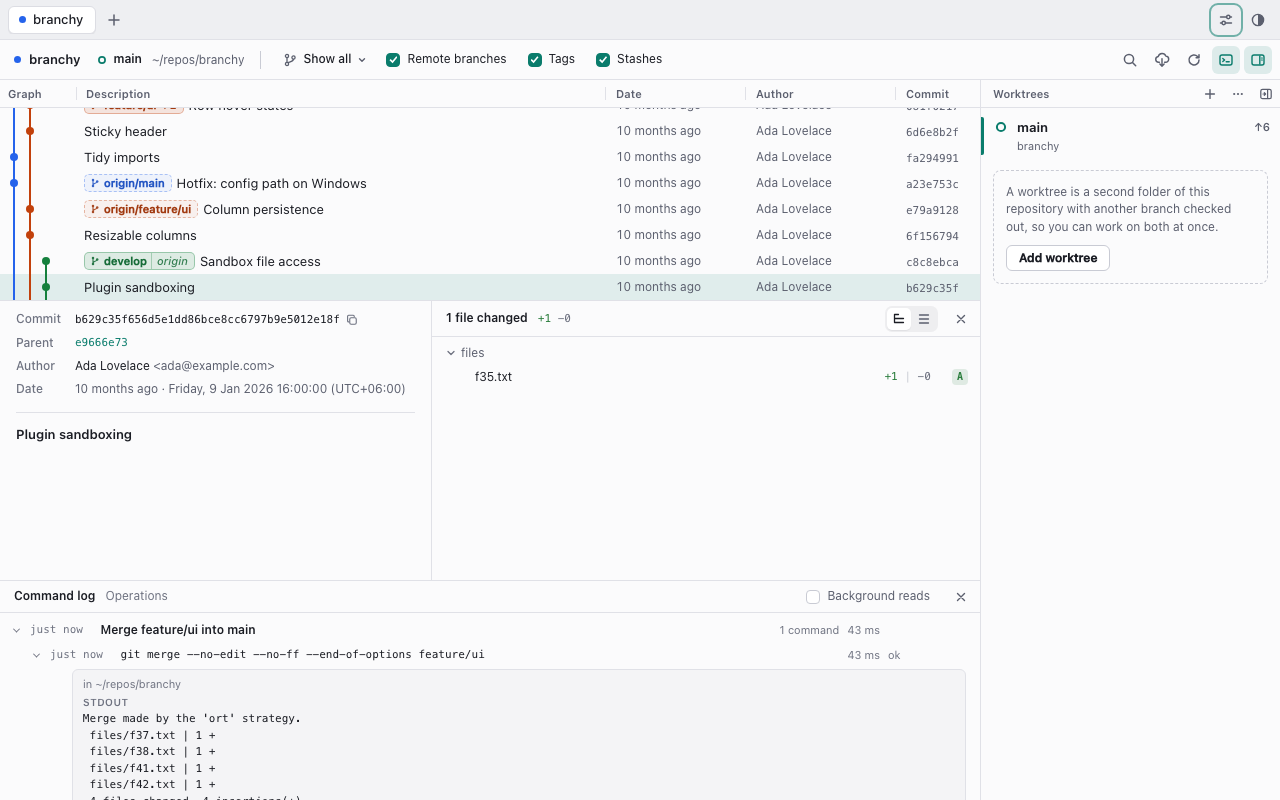 branchy
branchy main ~/repos/branchy Show all Remote branches Tags Stashes
Graph Description Date Author Commit Worktrees
Sticky header 10 months ago Ada Lovelace 6d6e8b2f
Tidy imports 10 months ago Ada Lovelace fa294991
origin/main Hotfix: config path on Windows 10 months ago Ada Lovelace a23e753c
origin/feature/ui Column persistence 10 months ago Ada Lovelace e79a9128
Resizable columns 10 months ago Ada Lovelace 6f156794
develop origin Sandbox file access 10 months ago Ada Lovelace c8c8ebca
Plugin sandboxing 10 months ago Ada Lovelace b629c35f
main ↑6
branchy
A worktree is a second folder of this
repository with another branch checked
out, so you can work on both at once.
Add worktree
Commit b629c35f656d5e1dd86bce8cc6797b9e5012e18f
Parent e9666e73
Author Ada Lovelace <ada@example.com>
Date 10 months ago · Friday, 9 Jan 2026 16:00:00 (UTC+06:00)
Plugin sandboxing
1 file changed +1 −0
files
f35.txt +1 | −0 A
Command log Operations Background reads
just now Merge feature/ui into main 1 command 43 ms
just now git merge --no-edit --no-ff --end-of-options feature/ui 43 ms ok
in ~/repos/branchy
STDOUT
Merge made by the 'ort' strategy.
files/f37.txt | 1 +
files/f38.txt | 1 +
files/f41.txt | 1 +
files/f42.txt | 1 +
4 files changed, 4 insertions(+)